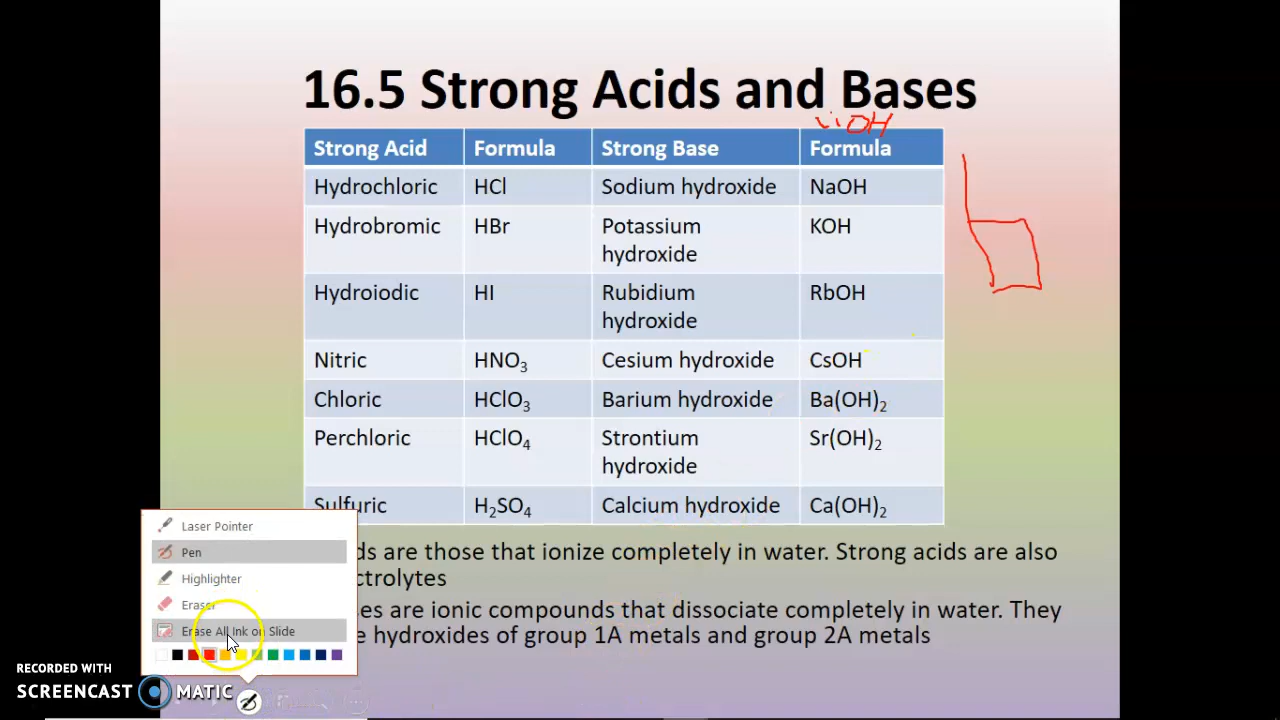 16.5 Strong Acids and Bases
LiOH
Strong Acid Formula Strong Base Formula
Hydrochloric HCl Sodium hydroxide NaOH
Hydrobromic HBr Potassium hydroxide KOH
Hydroiodic HI Rubidium hydroxide RbOH
Nitric HNO₃ Cesium hydroxide CsOH
Chloric HClO₃ Barium hydroxide Ba(OH)₂
Perchloric HClO₄ Strontium hydroxide Sr(OH)₂
Sulfuric H₂SO₄ Calcium hydroxide Ca(OH)₂
are those that ionize completely in water. Strong acids are also
are ionic compounds that dissociate completely in water. They
hydroxides of group 1A metals and group 2A metals
Laser Pointer
Pen
Highlighter
Eraser
Erase All Ink on Slide
RECORDED WITH
SCREENCAST MATIC